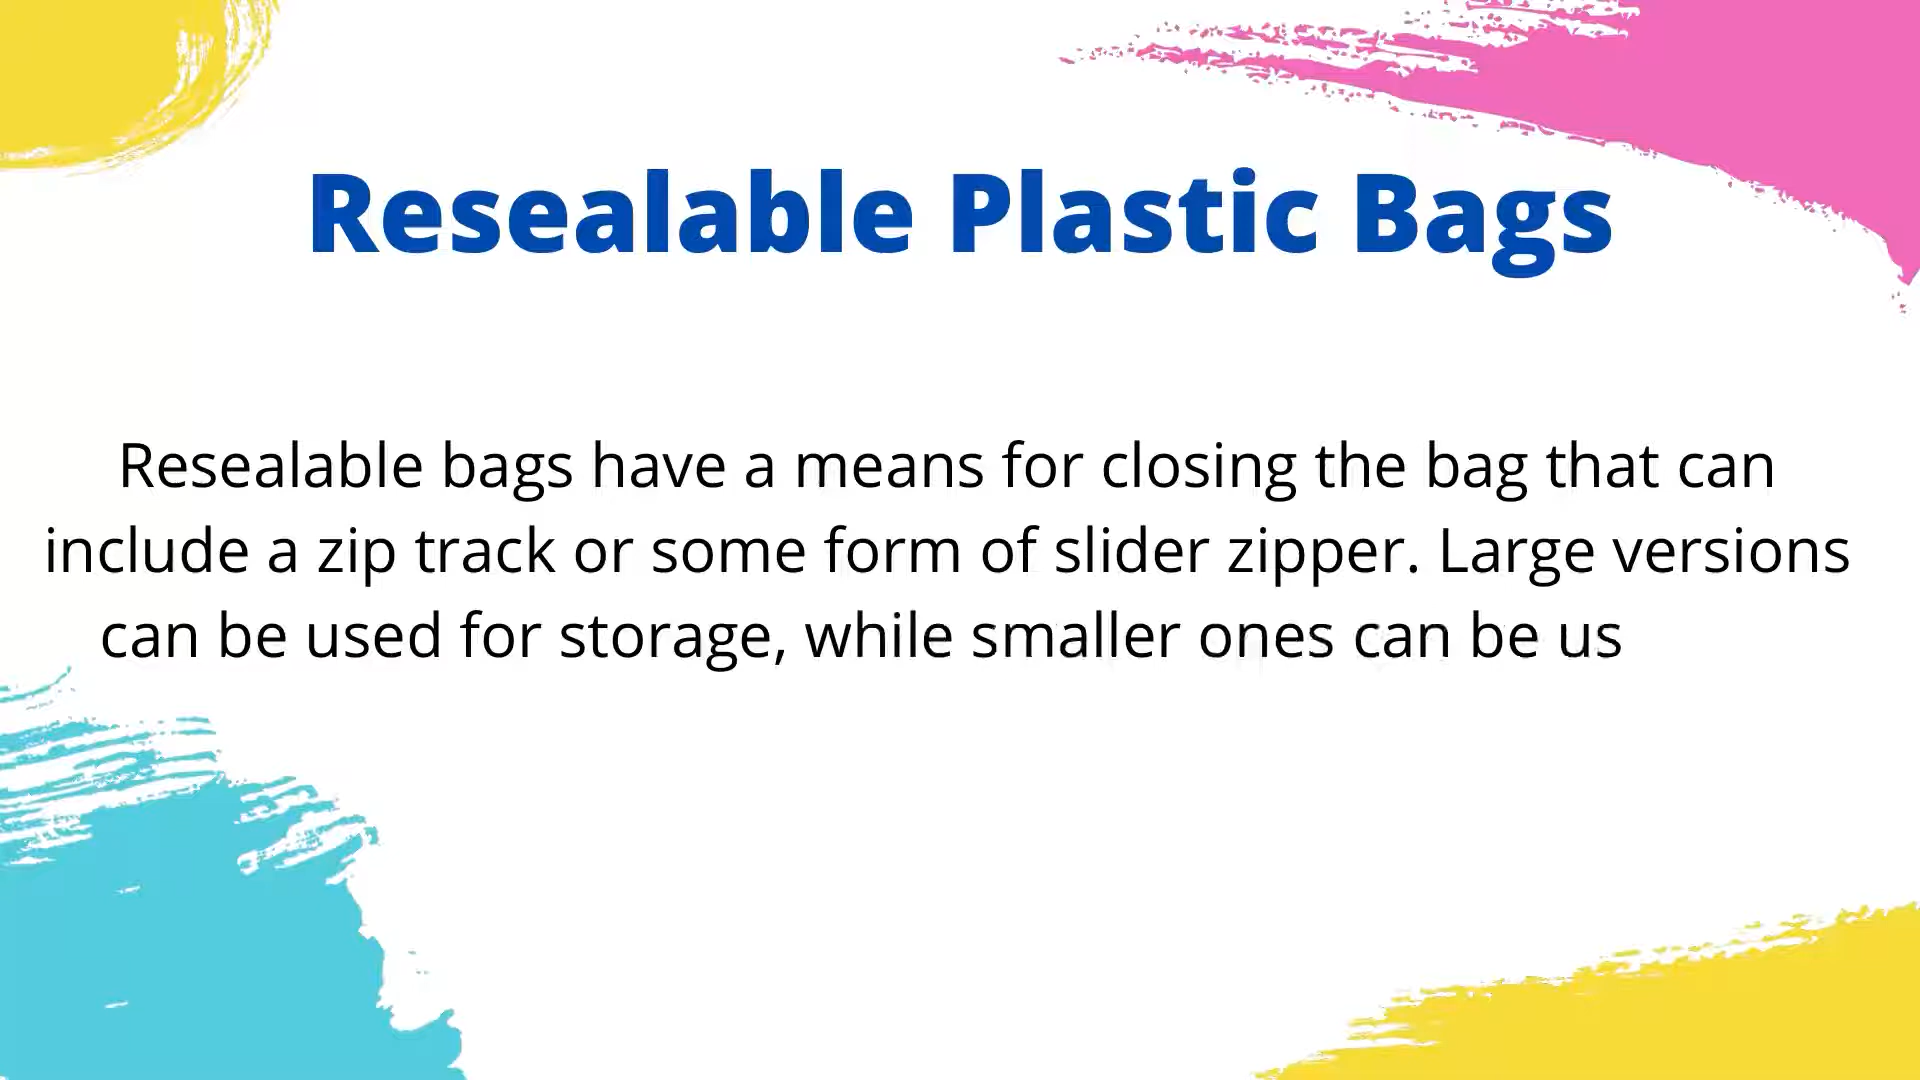 Resealable Plastic Bags
Resealable bags have a means for closing the bag that can
include a zip track or some form of slider zipper. Large versions
can be used for storage, while smaller ones can be us